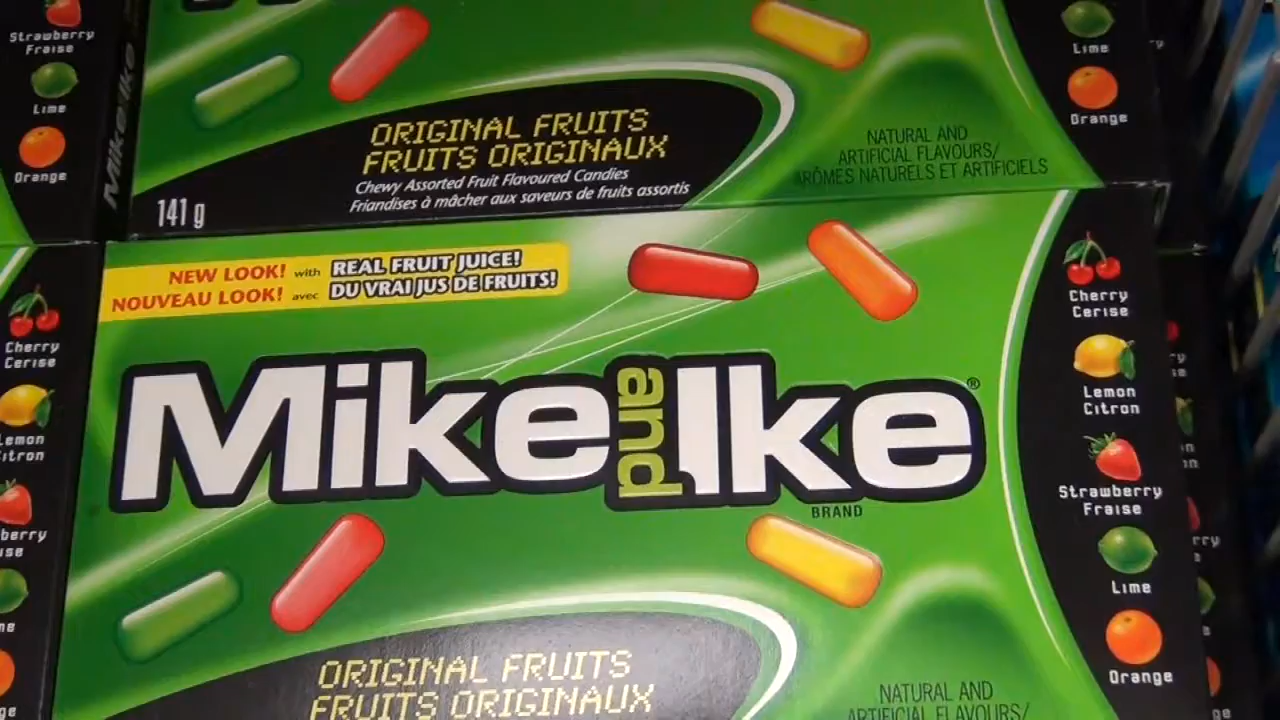 Strawberry
Fraise
Lime
Orange
Mike Ike
ORIGINAL FRUITS
FRUITS ORIGINAUX
Chewy Assorted Fruit Flavoured Candies
Friandises à mâcher aux saveurs de fruits assortis
141 g
NATURAL AND
ARTIFICIAL FLAVOURS/
ARÔMES NATURELS ET ARTIFICIELS
Lime
Orange
Cherry
Cerise
Lemon
Citron
NEW LOOK! with REAL FRUIT JUICE!
NOUVEAU LOOK! avec DU VRAI JUS DE FRUITS!
Mike and Ike®
BRAND
ORIGINAL FRUITS
FRUITS ORIGINAUX
NATURAL AND
ARTIFICIAL FLAVOURS/
Cherry
Cerise
Lemon
Citron
Strawberry
Fraise
Lime
Orange